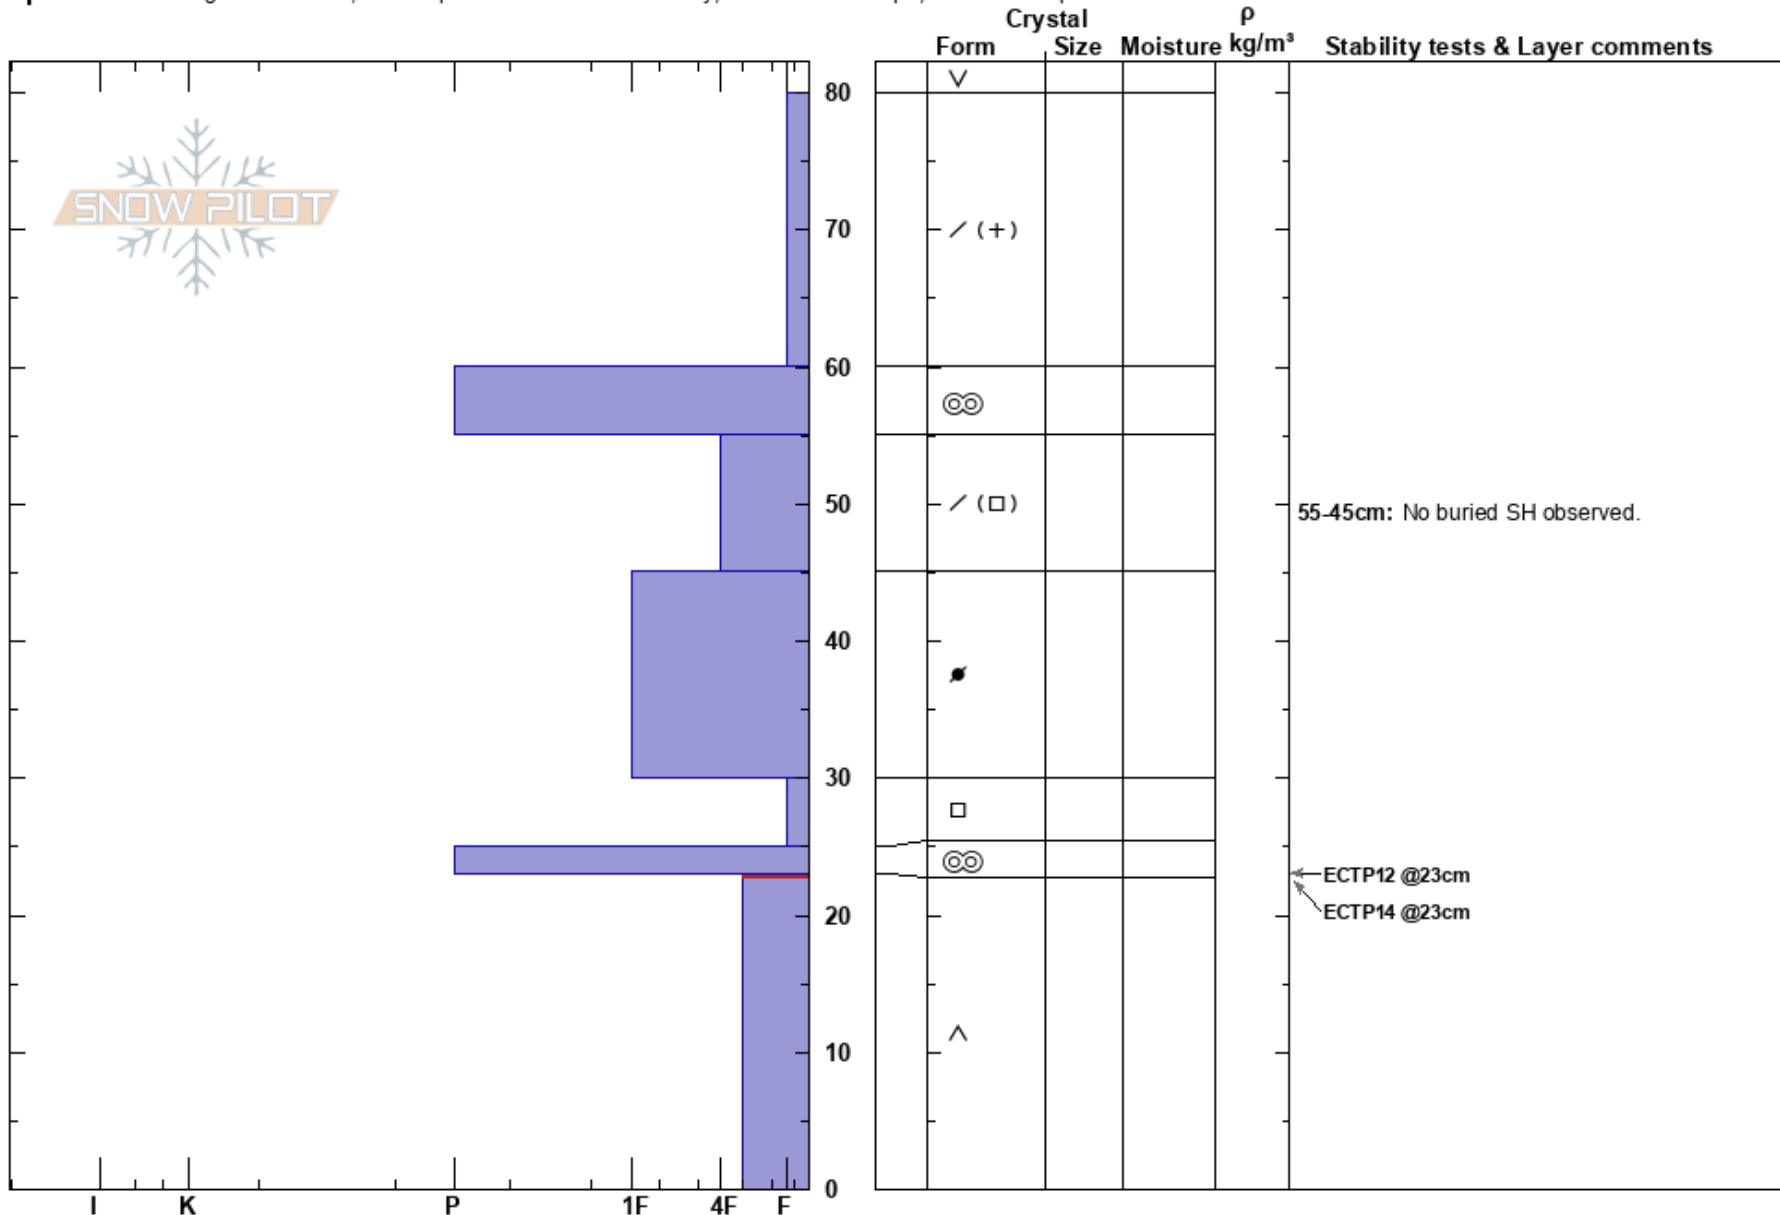 Crystal
ρ
Form Size Moisture kg/m³ Stability tests & Layer comments
SNOW PILOT
80
70
(+)
60
50
55-45cm: No buried SH observed.
40
30
ECTP12 @23cm
20
ECTP14 @23cm
10
0
I K P 1F 4F F